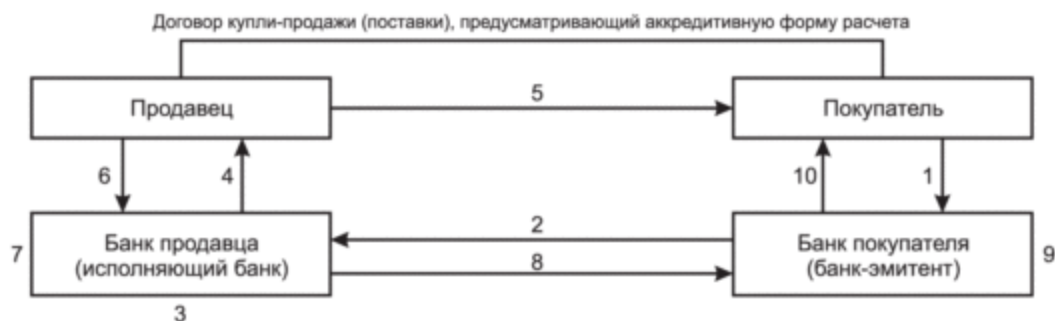 Договор купли-продажи (поставки), предусматривающий аккредитивную форму расчета
Продавец
5
Покупатель
6
4
10
1
7
Банк продавца
(исполняющий банк)
2
8
Банк покупателя
(банк-эмитент)
9
3